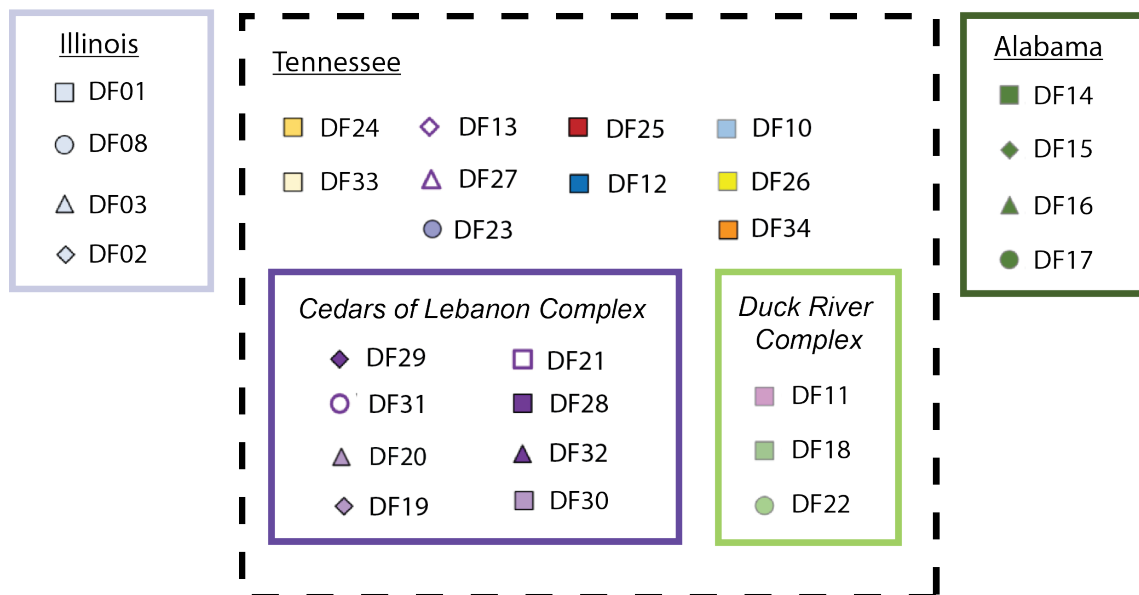 Illinois
DF01
DF08
DF03
DF02
Tennessee
DF24 DF13 DF25 DF10
DF33 DF27 DF12 DF26
DF23 DF34
Cedars of Lebanon Complex
DF29 DF21
DF31 DF28
DF20 DF32
DF19 DF30
Duck River
Complex
DF11
DF18
DF22
Alabama
DF14
DF15
DF16
DF17